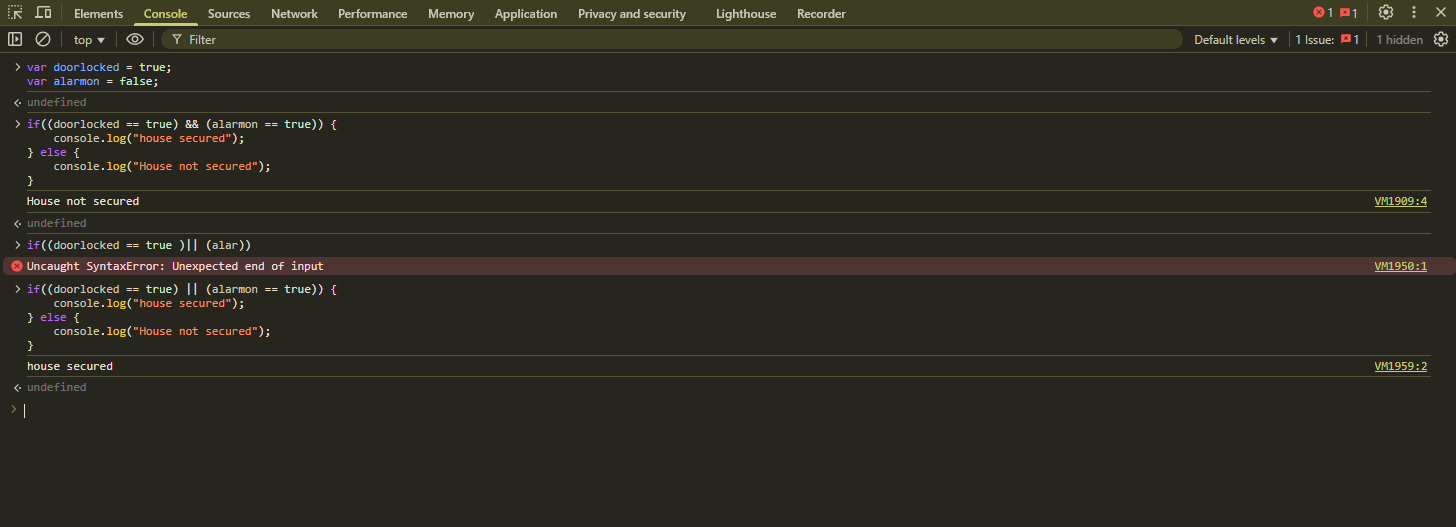 Elements Console Sources Network Performance Memory Application Privacy and security Lighthouse Recorder 1 1
top Filter Default levels 1 Issue: 1 1 hidden
var doorlocked = true;
var alarmon = false;
undefined
if((doorlocked == true) && (alarmon == true)) {
    console.log("house secured");
} else {
    console.log("House not secured");
}
House not secured VM1909:4
undefined
if((doorlocked == true )|| (alar))
Uncaught SyntaxError: Unexpected end of input VM1950:1
if((doorlocked == true) || (alarmon == true)) {
    console.log("house secured");
} else {
    console.log("House not secured");
}
house secured VM1959:2
undefined